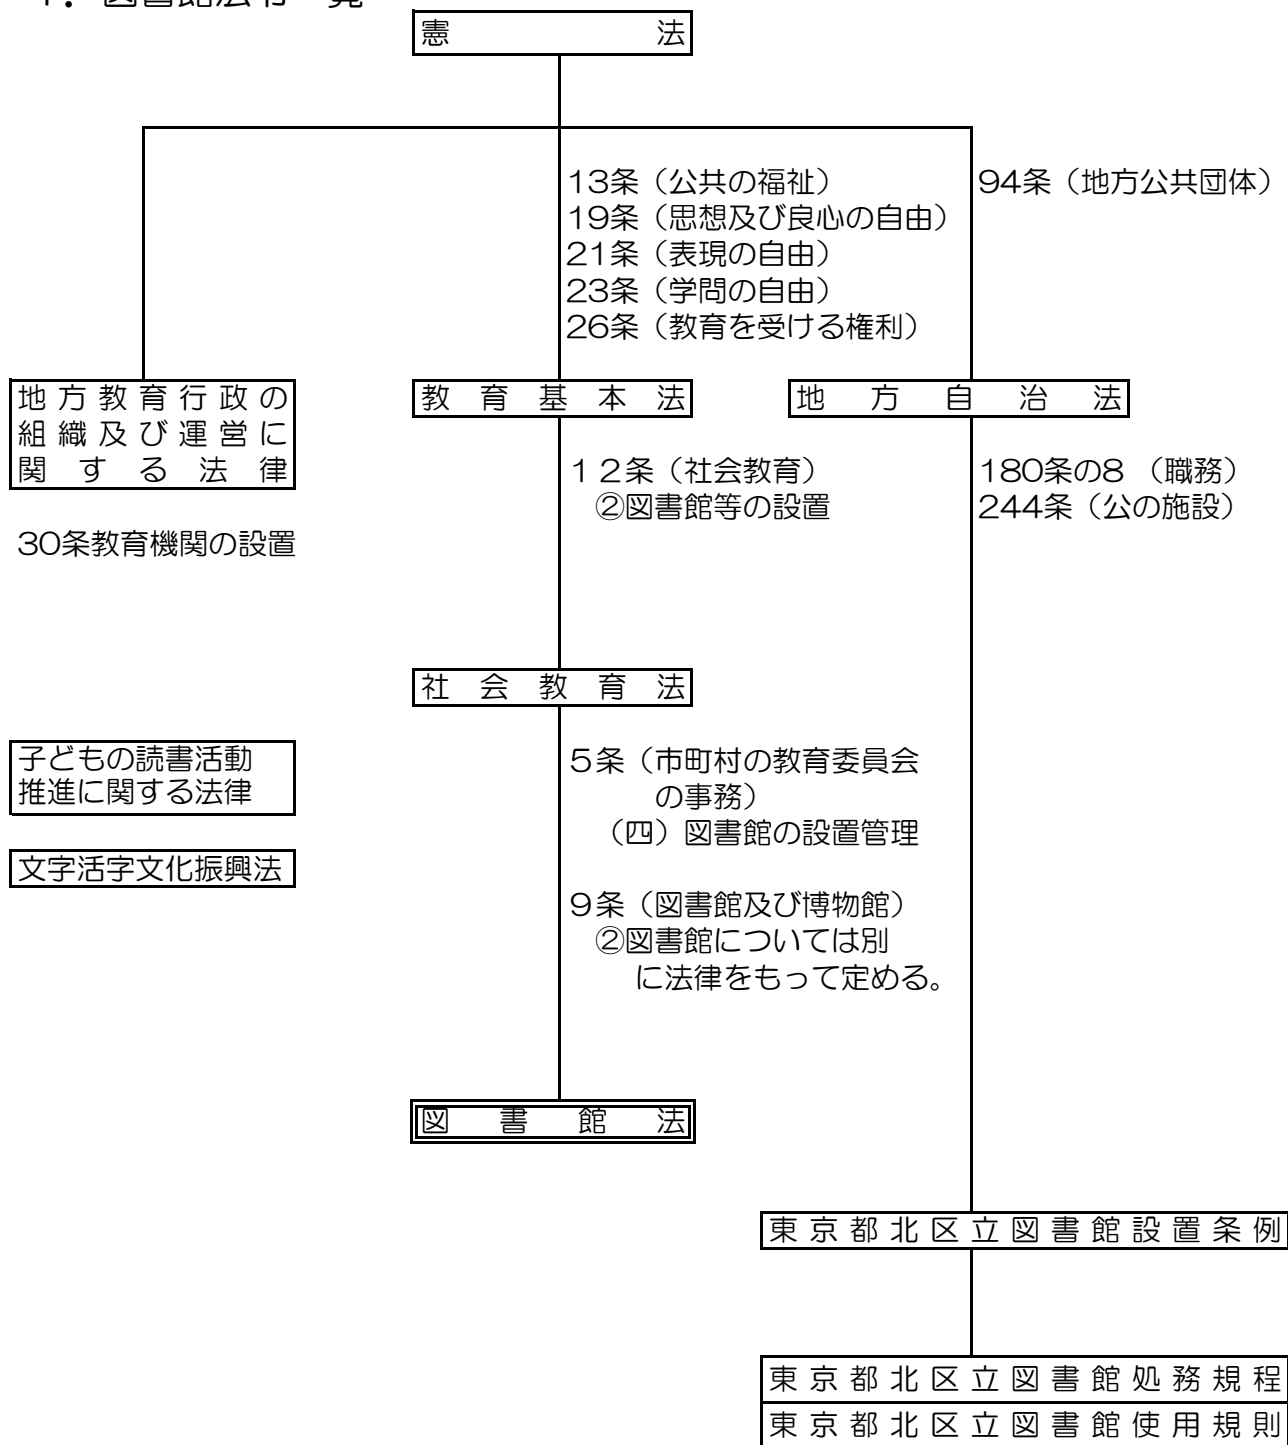 憲法
13条（公共の福祉）
19条（思想及び良心の自由）
21条（表現の自由）
23条（学問の自由）
26条（教育を受ける権利）
94条（地方公共団体）
地方教育行政の
組織及び運営に
関する法律
30条教育機関の設置
教育基本法
１２条（社会教育）
②図書館等の設置
地方自治法
180条の8 （職務）
244条（公の施設）
社会教育法
5条（市町村の教育委員会
の事務）
（四）図書館の設置管理
9条（図書館及び博物館）
②図書館については別
に法律をもって定める。
子どもの読書活動
推進に関する法律
文字活字文化振興法
図書館法
東京都北区立図書館設置条例
東京都北区立図書館処務規程
東京都北区立図書館使用規則